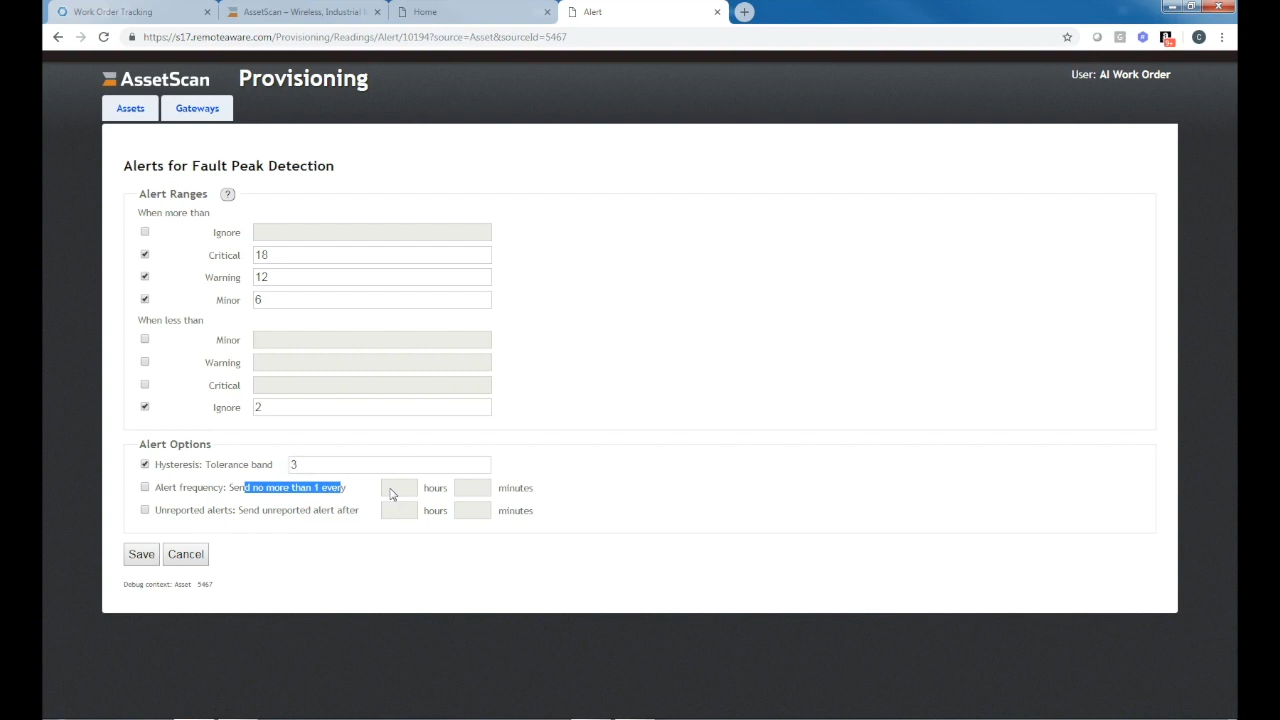 Work Order Tracking
AssetScan – Wireless, Industrial
Home
Alert
https://s17.remoteaware.com/Provisioning/Readings/Alert/10194?source=Asset&sourceId=5467
AssetScan Provisioning
User: AI Work Order
Assets Gateways
Alerts for Fault Peak Detection
Alert Ranges ?
When more than
Ignore
Critical 18
Warning 12
Minor 6
When less than
Minor
Warning
Critical
Ignore 2
Alert Options
Hysteresis: Tolerance band 3
Alert frequency: Send no more than 1 every hours minutes
Unreported alerts: Send unreported alert after hours minutes
Save Cancel
Debug context: Asset 5467